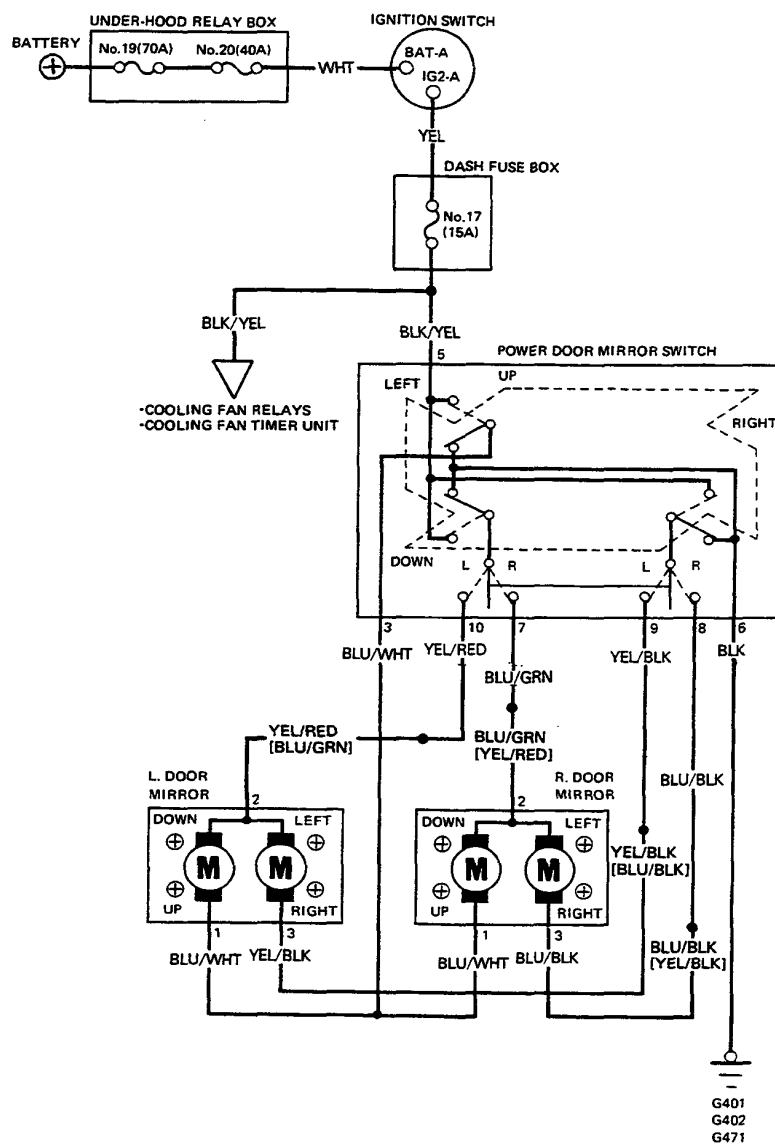 UNDER-HOOD RELAY BOX
IGNITION SWITCH
BATTERY
No.19(70A)
No.20(40A)
WHT
BAT-A
IG2-A
YEL
DASH FUSE BOX
No.17
(15A)
BLK/YEL
BLK/YEL
5
POWER DOOR MIRROR SWITCH
-COOLING FAN RELAYS
-COOLING FAN TIMER UNIT
LEFT
UP
RIGHT
DOWN
L
R
L
R
3
10
7
9
8
6
BLU/WHT
YEL/RED
BLU/GRN
YEL/BLK
BLK
YEL/RED
[BLU/GRN]
BLU/GRN
[YEL/RED]
BLU/BLK
L. DOOR
MIRROR
2
R. DOOR
MIRROR
2
DOWN
LEFT
M
M
UP
RIGHT
DOWN
LEFT
M
M
UP
RIGHT
YEL/BLK
[BLU/BLK]
1
3
1
3
BLU/WHT
YEL/BLK
BLU/WHT
BLU/BLK
BLU/BLK
[YEL/BLK]
G401
G402
G471